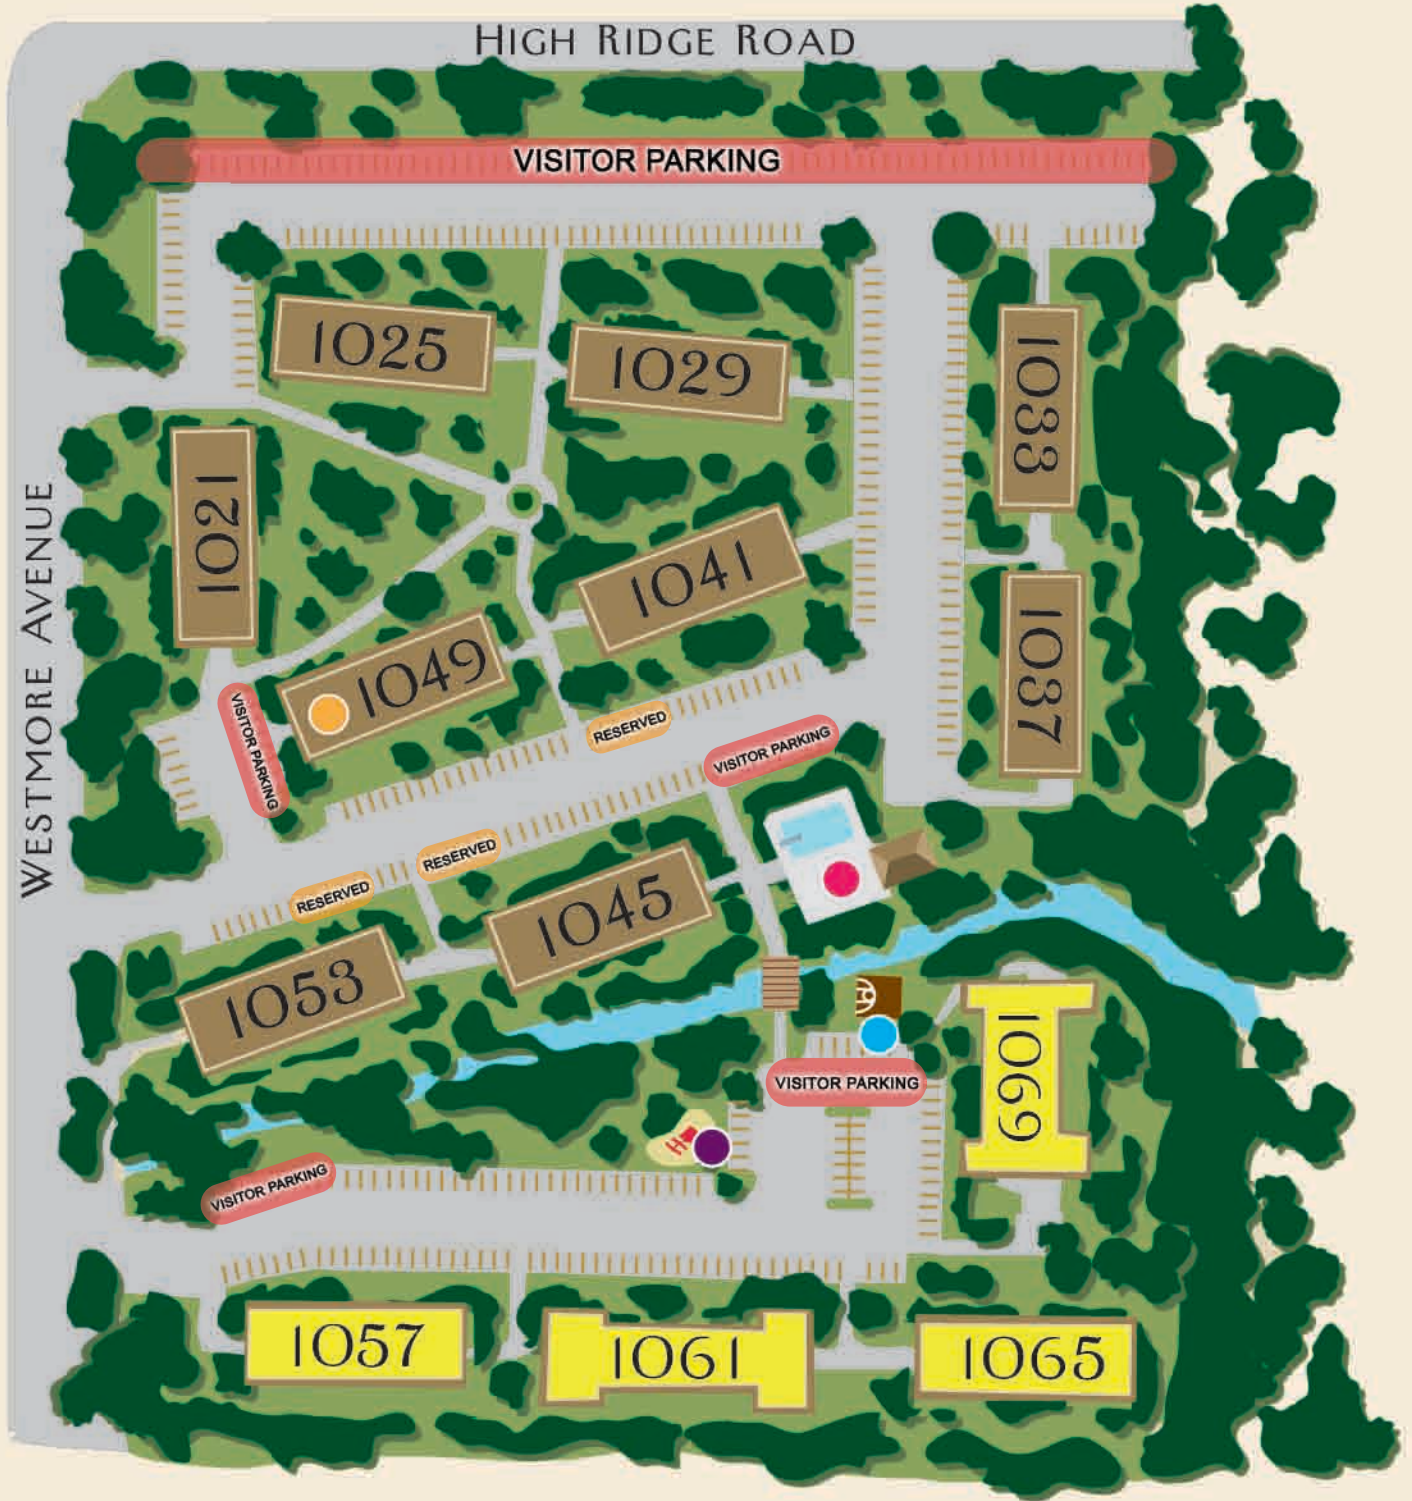 HIGH RIDGE ROAD
VISITOR PARKING
1025
1029
1033
WESTMORE AVENUE
1021
1041
1049
1037
VISITOR PARKING
RESERVED
VISITOR PARKING
RESERVED
RESERVED
1045
1053
1069
VISITOR PARKING
VISITOR PARKING
1057
1061
1065